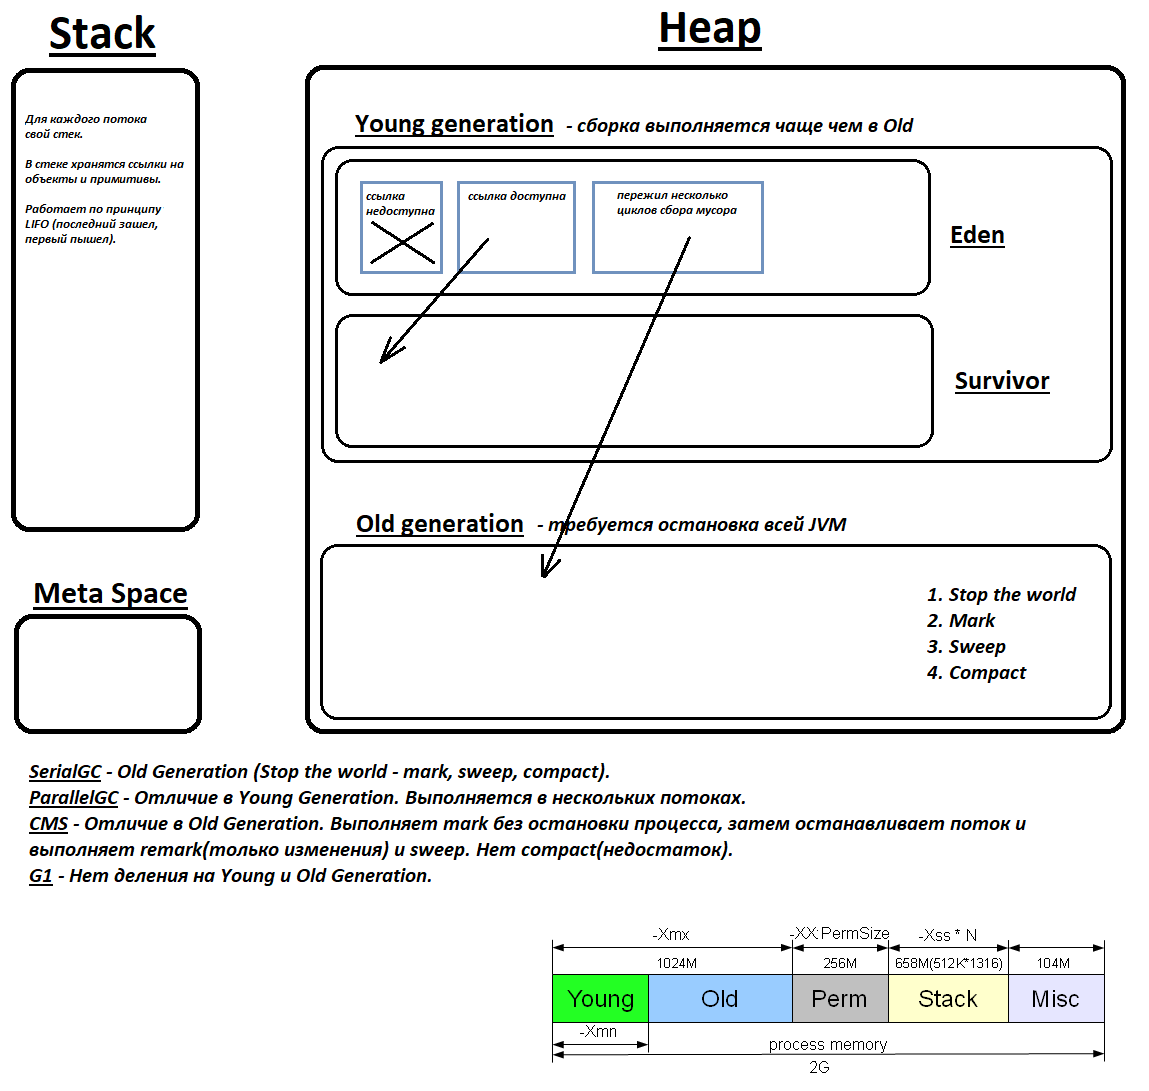 Stack
Heap
Для каждого потока
свой стек.
В стеке хранятся ссылки на
объекты и примитивы.
Работает по принципу
LIFO (последний зашел,
первый пышел).
Young generation - сборка выполняется чаще чем в Old
ссылка
недоступна
ссылка доступна
пережил несколько
циклов сбора мусора
Eden
Survivor
Old generation - требуется остановка всей JVM
1. Stop the world
2. Mark
3. Sweep
4. Compact
Meta Space
SerialGC - Old Generation (Stop the world - mark, sweep, compact).
ParallelGC - Отличие в Young Generation. Выполняется в нескольких потоках.
CMS - Отличие в Old Generation. Выполняет mark без остановки процесса, затем останавливает поток и
выполняет remark(только изменения) и sweep. Нет compact(недостаток).
G1 - Нет деления на Young и Old Generation.
-Xmx -XX:PermSize -Xss * N
1024M 256M 658M(512K*1316) 104M
Young Old Perm Stack Misc
-Xmn
process memory
2G